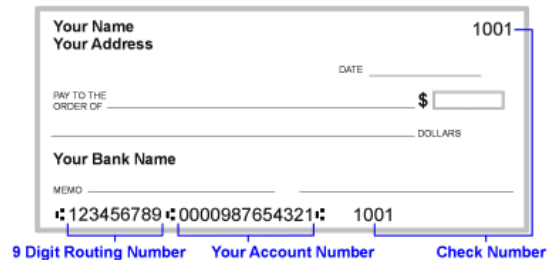 Your Name 1001
Your Address
DATE
PAY TO THE
ORDER OF $
DOLLARS
Your Bank Name
MEMO
⑆123456789⑆0000987654321⑆ 1001
9 Digit Routing Number Your Account Number Check Number